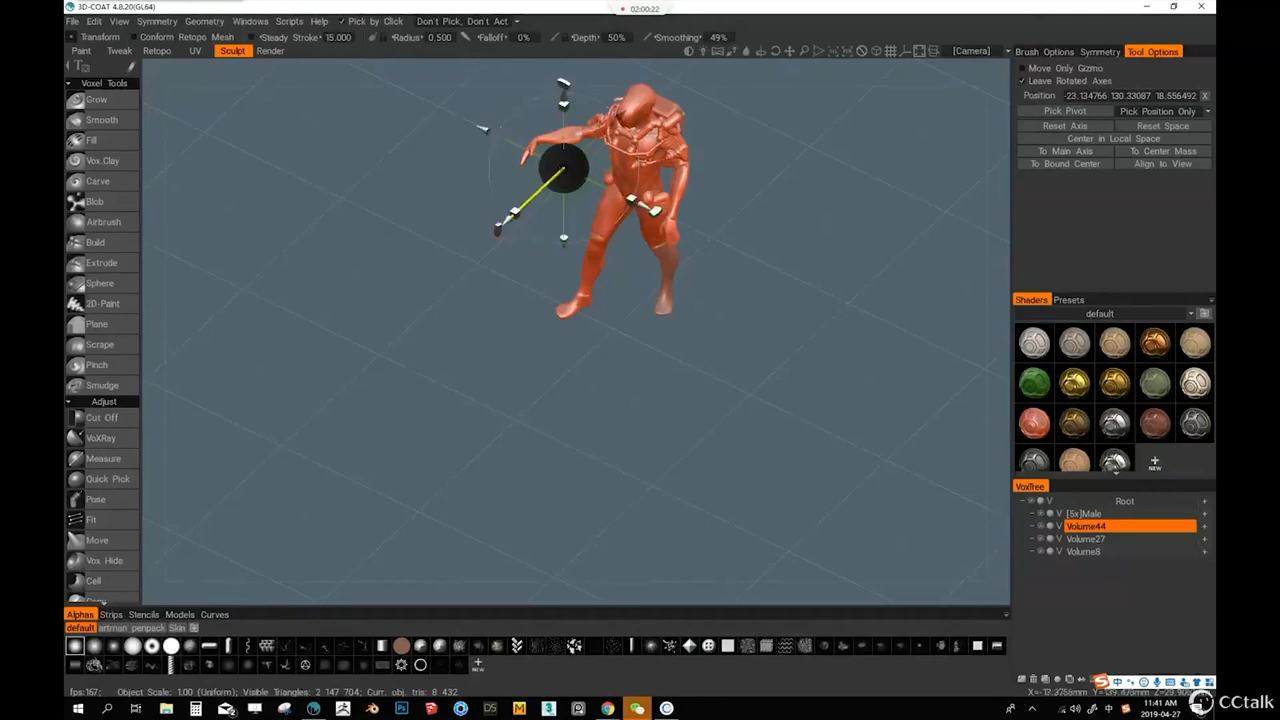 3D-COAT 4.8.20(GL64)
02:00:22
File Edit View Symmetry Geometry Windows Scripts Help Pick by Click Don't Pick, Don't Act
Transform Conform Retopo Mesh Steady Stroke 15.000 Radius 0.500 Falloff 0% Depth 50% Smoothing 49%
Paint Tweak Retopo UV Sculpt Render [Camera] Brush Options Symmetry Tool Options
Move Only Gizmo
Leave Rotated Axes
Position -23.134766 130.33087 18.556492 X
Pick Pivot Pick Position Only
Reset Axis Reset Space
Center in Local Space
To Main Axis To Center Mass
To Bound Center Align to View
Voxel Tools
Grow
Smooth
Fill
Vox.Clay
Carve
Blob
Airbrush
Build
Extrude
Sphere
2D-Paint
Plane
Scrape
Pinch
Smudge
Adjust
Cut Off
VoXRay
Measure
Quick Pick
Pose
Fit
Move
Vox Hide
Cell
Shaders Presets
default
NEW
VoxTree
V Root
V [5x]Male
V Volume44
V Volume27
V Volume8
Alphas Strips Stencils Models Curves
default artman penpack Skin
NEW
fps:167; Object Scale: 1.00 (Uniform); Visible Triangles: 2 147 704; Curr. obj. tris: 8 432
中
11:41 AM
2019-04-27
CCtalk